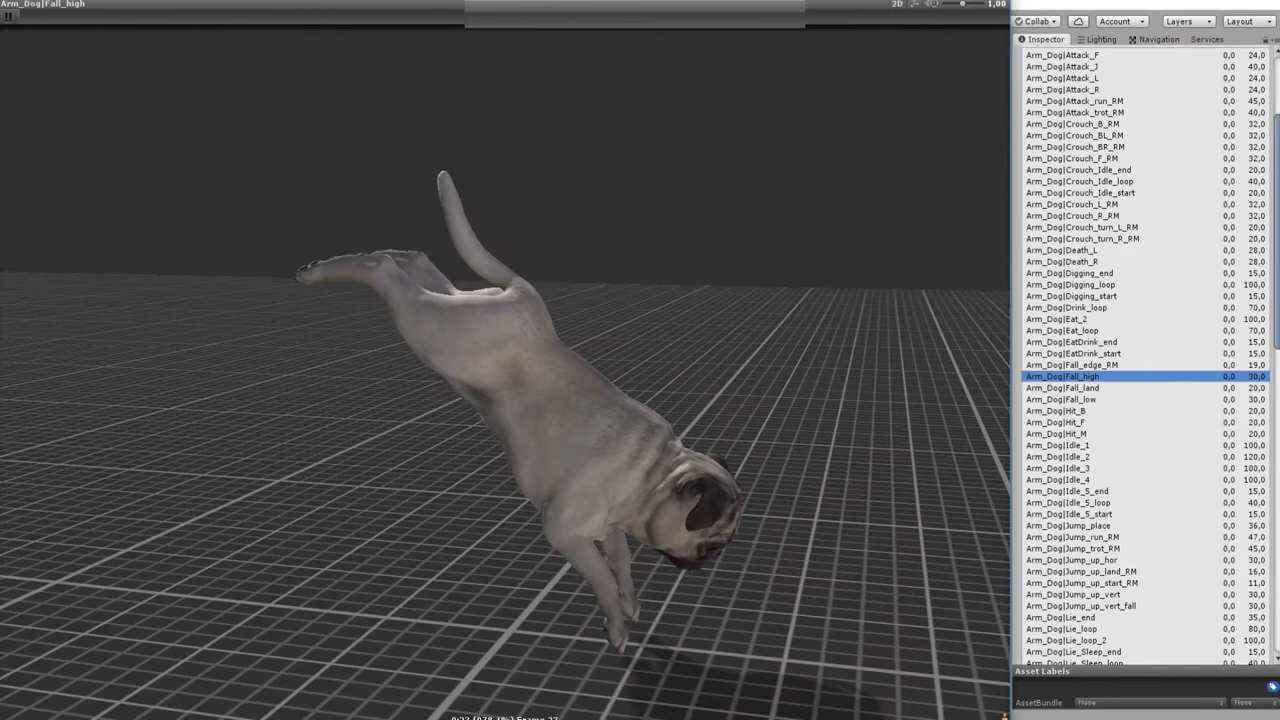 Arm_Dog|Fall_high
2D 1,00
Collab Account Layers Layout
Inspector Lighting Navigation Services
Arm_Dog|Attack_F 0,0 24,0
Arm_Dog|Attack_J 0,0 40,0
Arm_Dog|Attack_L 0,0 24,0
Arm_Dog|Attack_R 0,0 24,0
Arm_Dog|Attack_run_RM 0,0 45,0
Arm_Dog|Attack_trot_RM 0,0 40,0
Arm_Dog|Crouch_B_RM 0,0 32,0
Arm_Dog|Crouch_BL_RM 0,0 32,0
Arm_Dog|Crouch_BR_RM 0,0 32,0
Arm_Dog|Crouch_F_RM 0,0 32,0
Arm_Dog|Crouch_Idle_end 0,0 20,0
Arm_Dog|Crouch_Idle_loop 0,0 40,0
Arm_Dog|Crouch_Idle_start 0,0 20,0
Arm_Dog|Crouch_L_RM 0,0 32,0
Arm_Dog|Crouch_R_RM 0,0 32,0
Arm_Dog|Crouch_turn_L_RM 0,0 20,0
Arm_Dog|Crouch_turn_R_RM 0,0 20,0
Arm_Dog|Death_L 0,0 28,0
Arm_Dog|Death_R 0,0 28,0
Arm_Dog|Digging_end 0,0 15,0
Arm_Dog|Digging_loop 0,0 100,0
Arm_Dog|Digging_start 0,0 15,0
Arm_Dog|Drink_loop 0,0 70,0
Arm_Dog|Eat_2 0,0 100,0
Arm_Dog|Eat_loop 0,0 70,0
Arm_Dog|EatDrink_end 0,0 15,0
Arm_Dog|EatDrink_start 0,0 15,0
Arm_Dog|Fall_edge_RM 0,0 19,0
Arm_Dog|Fall_high 0,0 30,0
Arm_Dog|Fall_land 0,0 20,0
Arm_Dog|Fall_low 0,0 30,0
Arm_Dog|Hit_B 0,0 20,0
Arm_Dog|Hit_F 0,0 20,0
Arm_Dog|Hit_M 0,0 20,0
Arm_Dog|Idle_1 0,0 100,0
Arm_Dog|Idle_2 0,0 120,0
Arm_Dog|Idle_3 0,0 100,0
Arm_Dog|Idle_4 0,0 100,0
Arm_Dog|Idle_5_end 0,0 15,0
Arm_Dog|Idle_5_loop 0,0 40,0
Arm_Dog|Idle_5_start 0,0 15,0
Arm_Dog|Jump_place 0,0 36,0
Arm_Dog|Jump_run_RM 0,0 47,0
Arm_Dog|Jump_trot_RM 0,0 45,0
Arm_Dog|Jump_up_hor 0,0 30,0
Arm_Dog|Jump_up_land_RM 0,0 16,0
Arm_Dog|Jump_up_start_RM 0,0 11,0
Arm_Dog|Jump_up_vert 0,0 30,0
Arm_Dog|Jump_up_vert_fall 0,0 30,0
Arm_Dog|Lie_end 0,0 35,0
Arm_Dog|Lie_loop 0,0 80,0
Arm_Dog|Lie_loop_2 0,0 100,0
Arm_Dog|Lie_Sleep_end 0,0 15,0
Arm_Dog|Lie_Sleep_loop 0,0 40,0
Asset Labels
AssetBundle None None